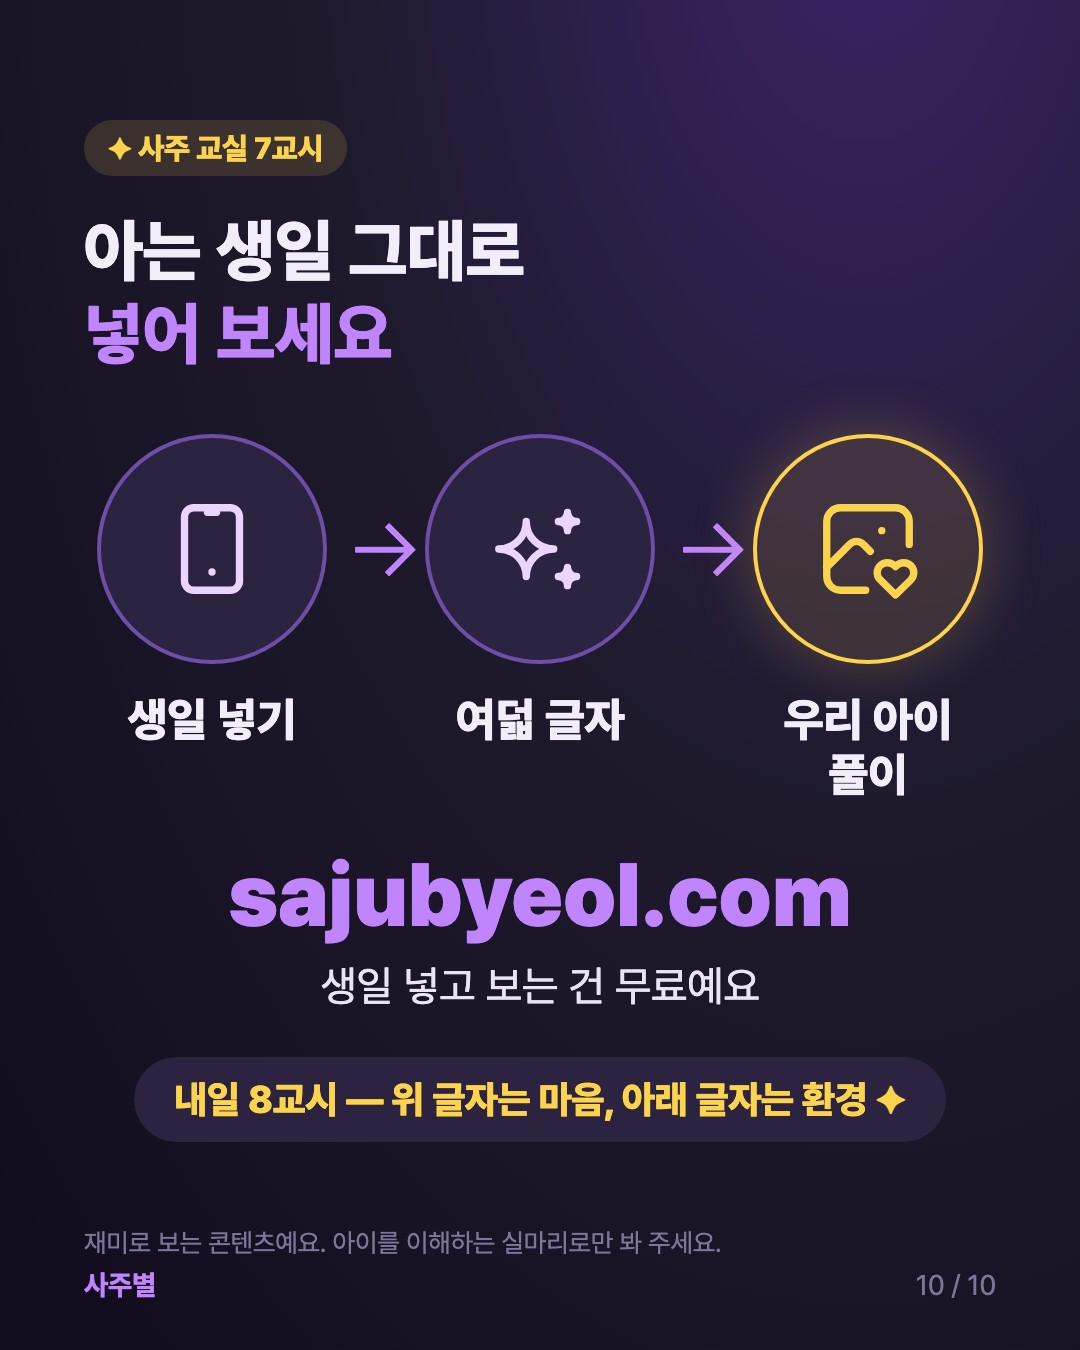 ✦ 사주 교실 7교시
아는 생일 그대로
넣어 보세요
생일 넣기
여덟 글자
우리 아이
풀이
sajubyeol.com
생일 넣고 보는 건 무료예요
내일 8교시 — 위 글자는 마음, 아래 글자는 환경 ✦
재미로 보는 콘텐츠예요. 아이를 이해하는 실마리로만 봐 주세요.
사주별
10 / 10